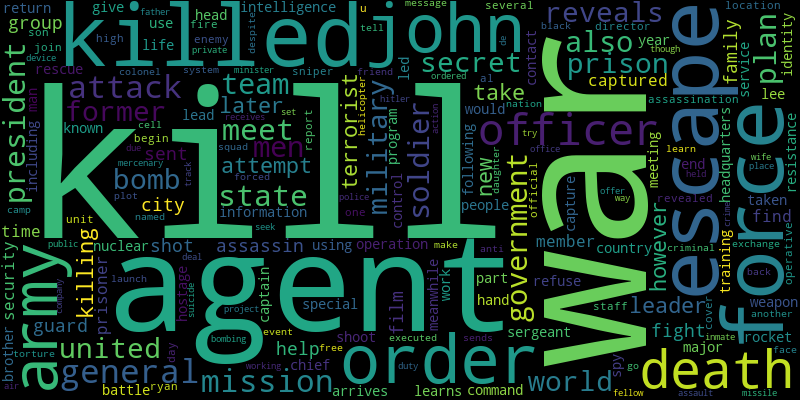 return
give
intelligence
u
message
several
location
killed
john
reveals
black
director
group
son
father
head
use
fire
enemy
private
despite
tell
secret
contact
de
also
year
though
plan
identity
join
device
high
life
prison
family
service
rescue
colonel
system
minister
sniper
friend
led
al
captured
president
man
including
attack
team
ordered
hitler
nation
take
assassination
lee
former
later
terrorist
helicopter
military
program
would
war
escape
force
known
cell
lead
receives
set
meet
report
soldier
following
new
daughter
try
office
meeting
learn
end
revealed
wife
place
held
headquarters
resistance
begin
due
squad
men
sent
mercenary
attempt
control
officer
people
capture
taken
find
camp
bomb
track
forced
state
police
one
action
official
offer
way
plot
city
named
information
seek
government
member
training
crime
time
unit
kill
public
nuclear
shot
assassin
using
operation
make
anti
country
however
criminal
exchange
back
operative
security
army
killing
prisoner
launch
deal
agent
hostage
suicide
captain
special
project
film
meanwhile
work
part
hand
refuse
leader
cover
weapon
another
company
guard
bombing
event
shoot
executed
sends
sergeant
staff
spy
fight
major
rocket
face
brother
torture
united
day
working
help
free
chief
order
go
inmate
death
air
general
battle
ryan
mission
arrives
learns
duty
command
world
fellow
assault
missile